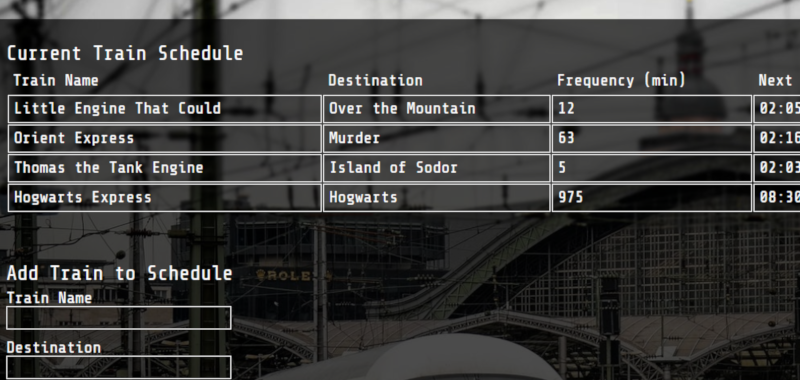 Current Train Schedule
Train Name Destination Frequency (min) Next
Little Engine That Could Over the Mountain 12 02:05
Orient Express Murder 63 02:16
Thomas the Tank Engine Island of Sodor 5 02:03
Hogwarts Express Hogwarts 975 08:30
ROLEX
Add Train to Schedule
Train Name
Destination